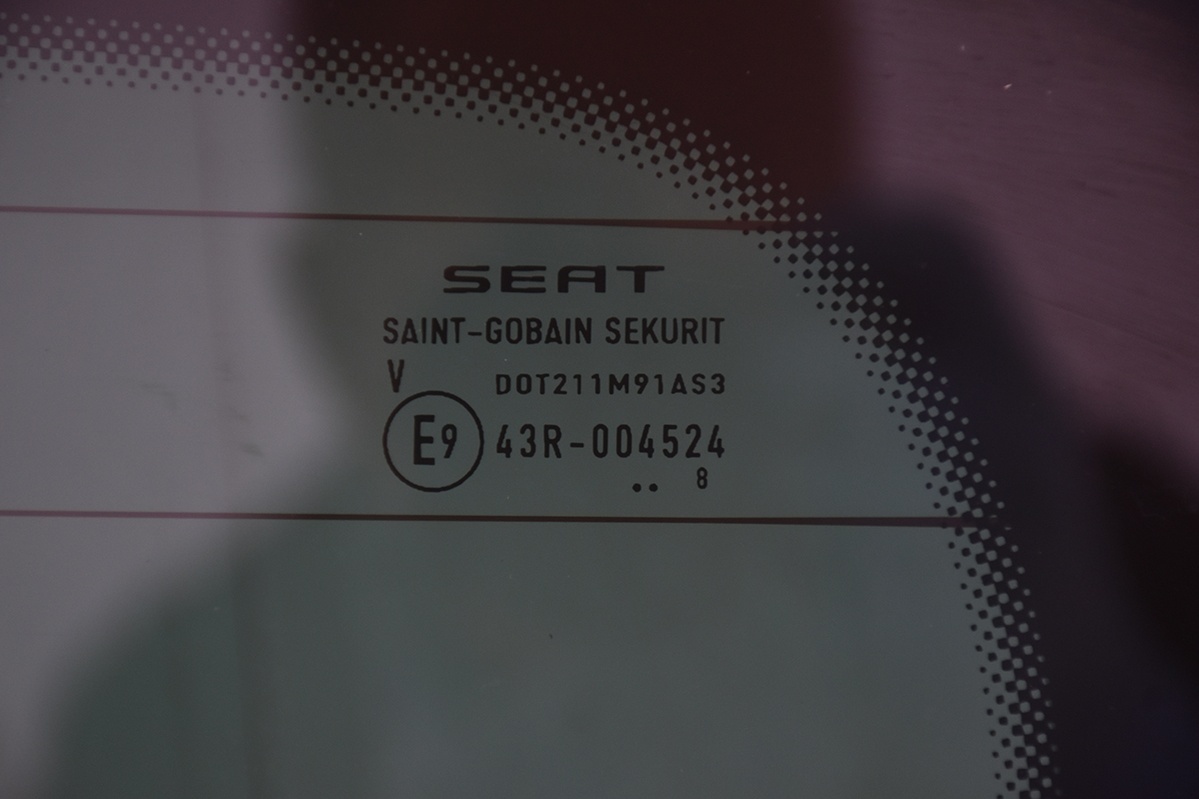 SEAT
SAINT-GOBAIN SEKURIT
V DOT211M91AS3
E9 43R-004524
.. 8